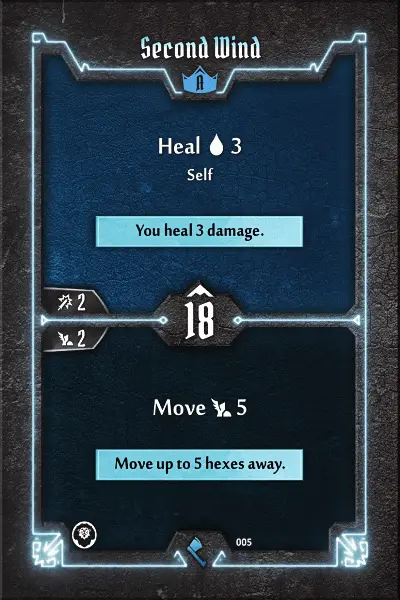 Second Wind
A
Heal 3
Self
You heal 3 damage.
2
18
2
Move 5
Move up to 5 hexes away.
005